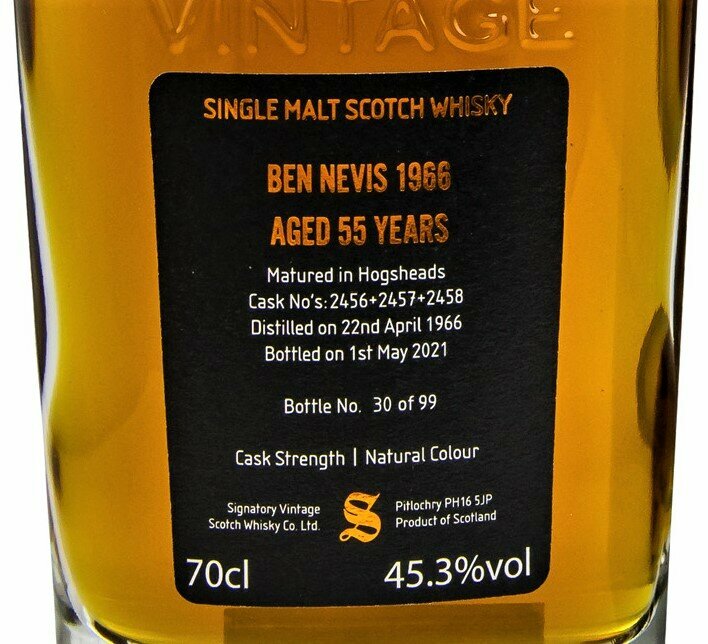 VINTAGE
SINGLE MALT SCOTCH WHISKY
BEN NEVIS 1966
AGED 55 YEARS
Matured in Hogsheads
Cask No's: 2456+2457+2458
Distilled on 22nd April 1966
Bottled on 1st May 2021
Bottle No. 30 of 99
Cask Strength | Natural Colour
Signatory Vintage
Scotch Whisky Co. Ltd.
S
Pitlochry PH16 5JP
Product of Scotland
70cl
45.3%vol